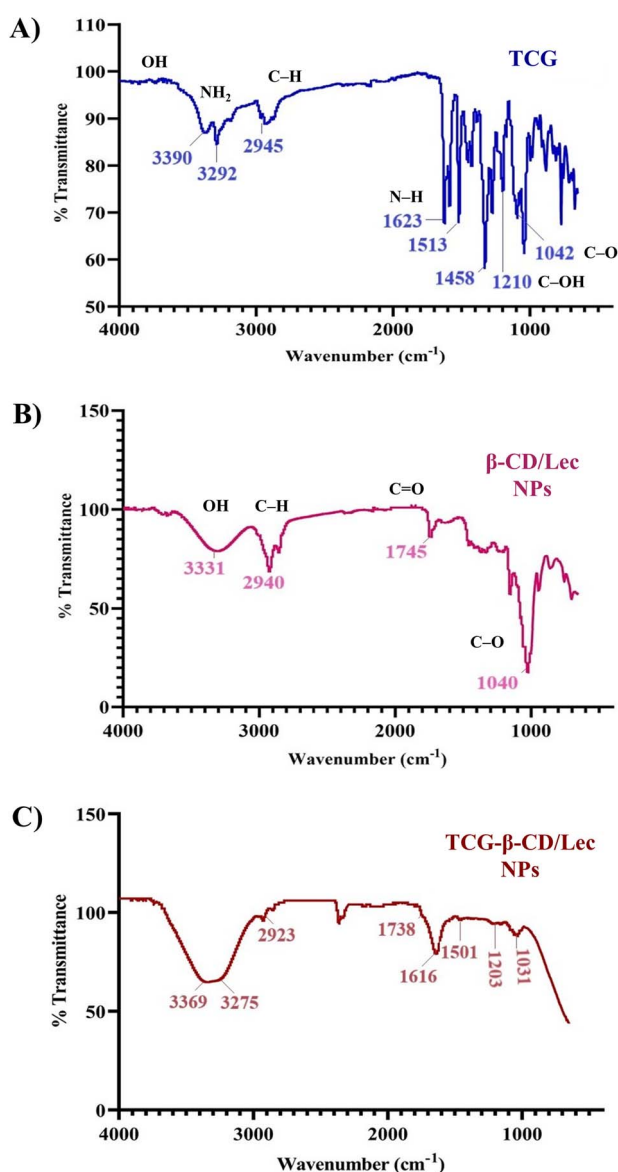 A)
TCG
110
100
90
80
70
60
50
% Transmittance
OH
NH₂
C–H
3390
3292
2945
N–H
1623
1513
1458
1210
1042
C–O
C–OH
4000
3000
2000
1000
Wavenumber (cm⁻¹)
B)
β-CD/Lec
NPs
150
100
50
0
% Transmittance
OH
C–H
C=O
3331
2940
1745
C–O
1040
4000
3000
2000
1000
Wavenumber (cm⁻¹)
C)
TCG-β-CD/Lec
NPs
150
100
50
0
% Transmittance
2923
1738
1501
1616
1203
1031
3369
3275
4000
3000
2000
1000
Wavenumber (cm⁻¹)